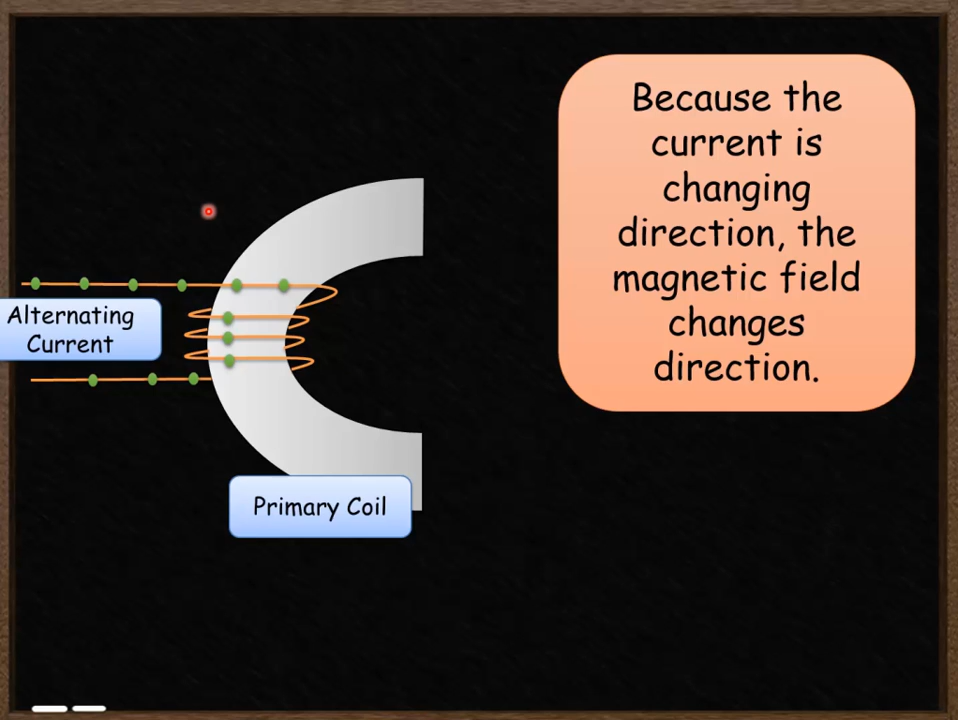 Because the
current is
changing
direction, the
magnetic field
changes
direction.
Alternating
Current
Primary Coil